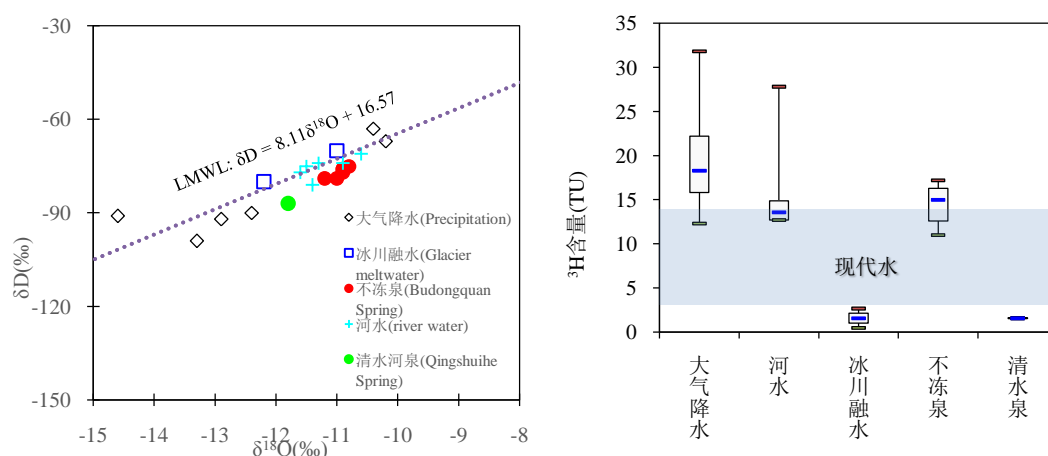 -30
-50
-70
-90
-110
-130
-150
δD(‰)
LMWL: δD = 8.11δ¹⁸O + 16.57
大气降水(Precipitation)
冰川融水(Glacier
meltwater)
不冻泉(Budongquan
Spring)
河水(river water)
清水河泉(Qingshuihe
Spring)
-15 -14 -13 -12 -11 -10 -9 -8
δ¹⁸O(‰)
35
30
25
20
15
10
5
0
³H含量(TU)
现代水
大气降水
河水
冰川融水
不冻泉
清水泉